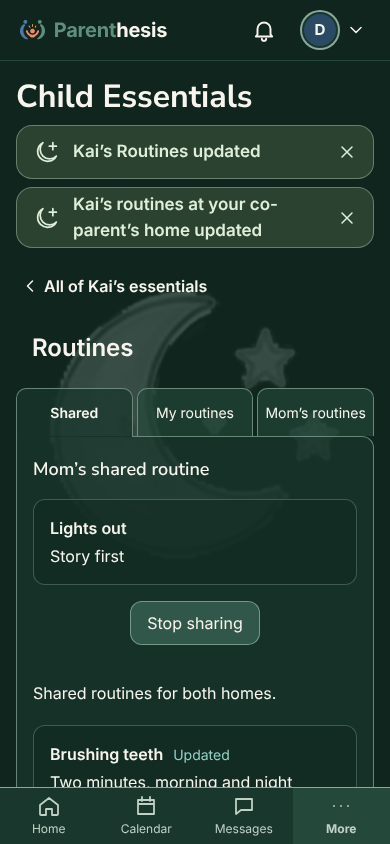 Parenthesis
D
Child Essentials
Kai’s Routines updated
Kai’s routines at your co-
parent’s home updated
All of Kai’s essentials
Routines
Shared
My routines
Mom’s routines
Mom’s shared routine
Lights out
Story first
Stop sharing
Shared routines for both homes.
Brushing teeth Updated
Two minutes, morning and night
Home
Calendar
Messages
More